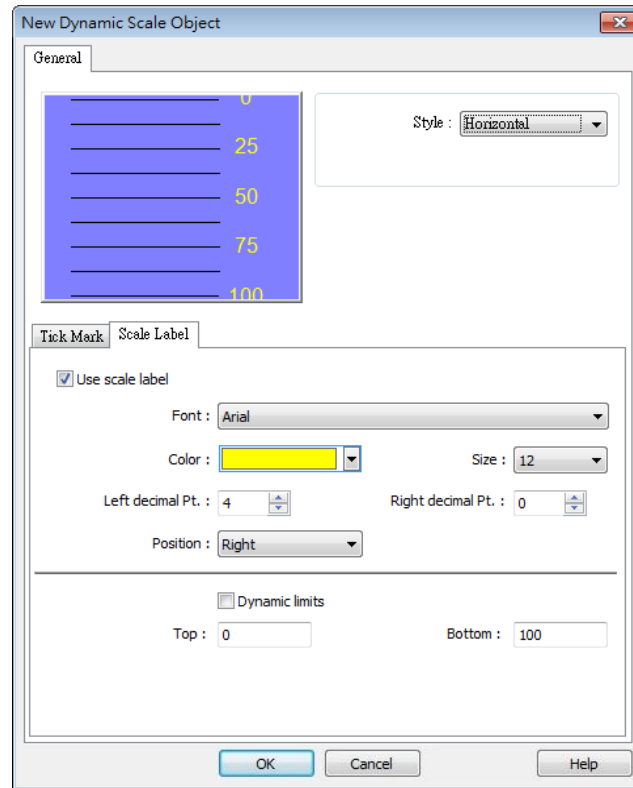 New Dynamic Scale Object
General
0
25
50
75
100
Style : Horizontal
Tick Mark Scale Label
Use scale label
Font : Arial
Color : Size : 12
Left decimal Pt. : 4 Right decimal Pt. : 0
Position : Right
Dynamic limits
Top : 0 Bottom : 100
OK Cancel Help